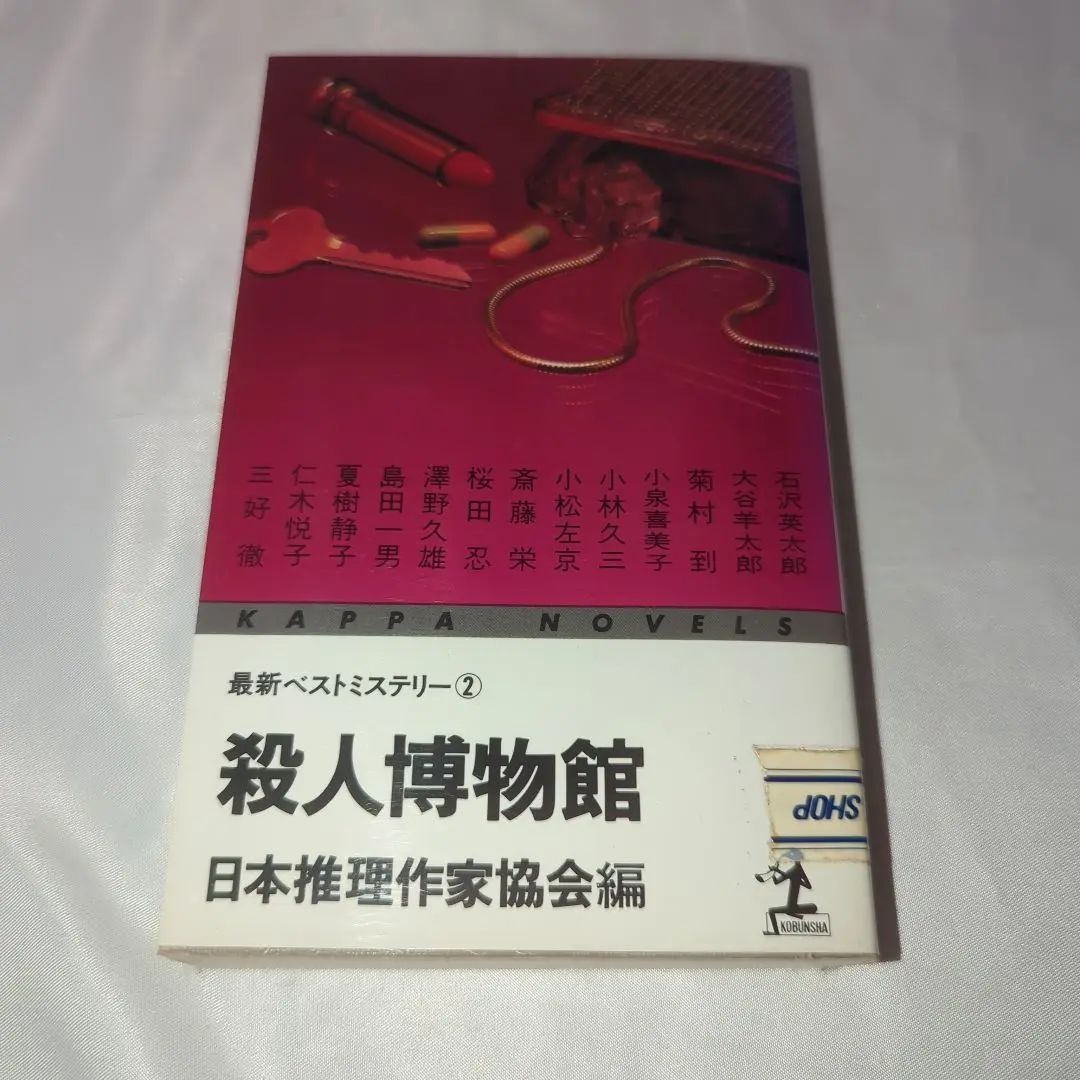 石沢英太郎
大谷羊太郎
菊村到
小泉喜美子
小林久三
小松左京
斎藤栄
桜田忍
澤野久雄
島田一男
夏樹静子
仁木悦子
三好徹
KAPPA NOVELS
最新ベストミステリー②
殺人博物館
日本推理作家協会編
SHOP
KOBUNSHA